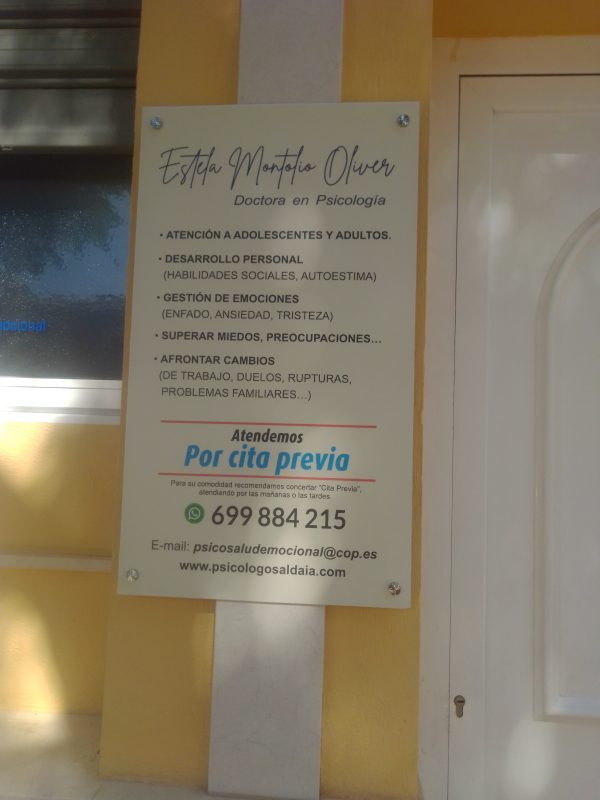 Estela Montolio Oliver
Doctora en Psicología
• ATENCIÓN A ADOLESCENTES Y ADULTOS.
• DESARROLLO PERSONAL
(HABILIDADES SOCIALES, AUTOESTIMA)
• GESTIÓN DE EMOCIONES
(ENFADO, ANSIEDAD, TRISTEZA)
• SUPERAR MIEDOS, PREOCUPACIONES...
• AFRONTAR CAMBIOS
(DE TRABAJO, DUELOS, RUPTURAS,
PROBLEMAS FAMILIARES...)
Atendemos
Por cita previa
Para su comodidad recomendamos concertar "Cita Previa",
atendiendo por las mañanas o las tardes.
699 884 215
E-mail: psicosaludemocional@cop.es
www.psicologosaldaia.com